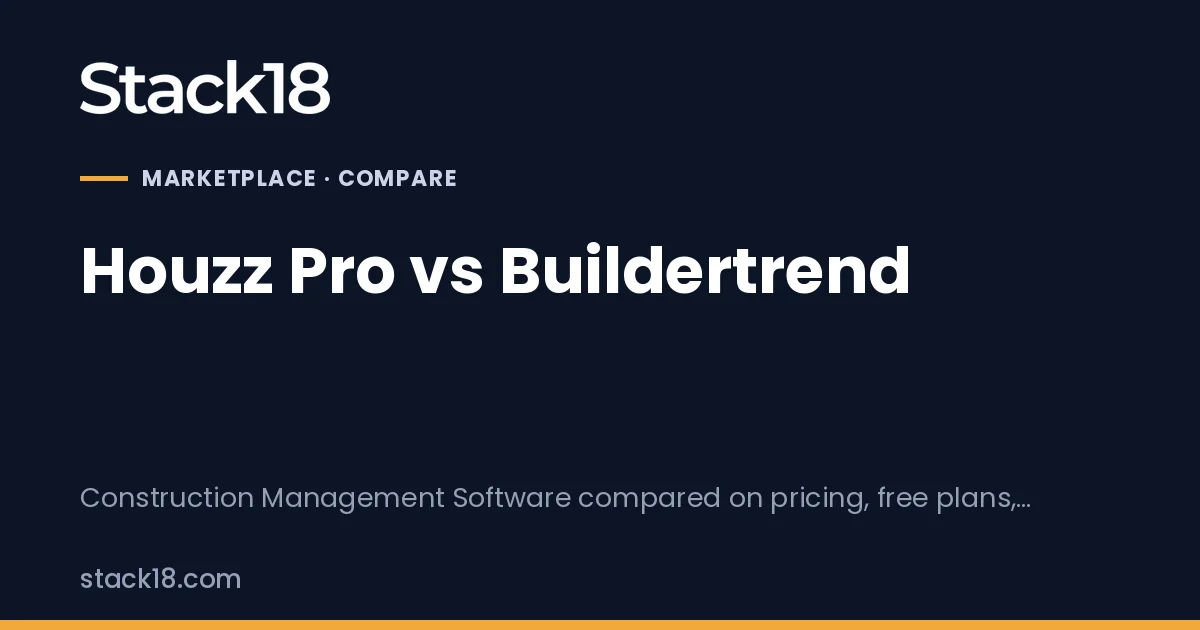 Stack18
MARKETPLACE · COMPARE
Houzz Pro vs Buildertrend
Construction Management Software compared on pricing, free plans,...
stack18.com